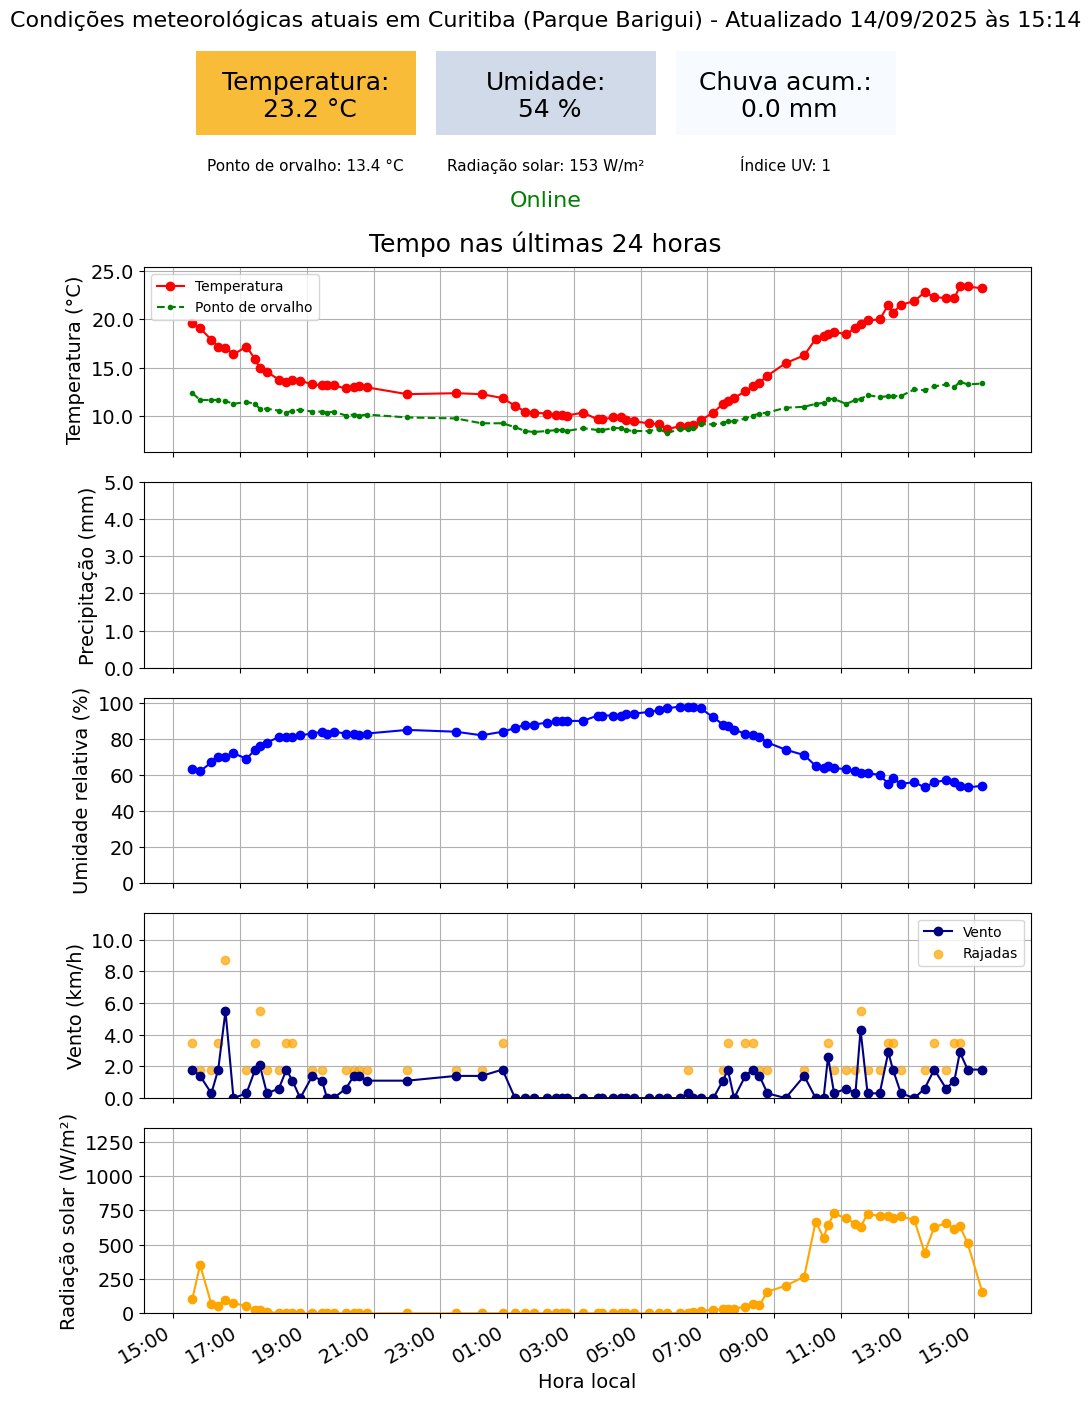 Condições meteorológicas atuais em Curitiba (Parque Barigui) - Atualizado 14/09/2025 às 15:14
Temperatura:
23.2 °C
Umidade:
54 %
Chuva acum.:
0.0 mm
Ponto de orvalho: 13.4 °C
Radiação solar: 153 W/m²
Índice UV: 1
Online
Tempo nas últimas 24 horas
Temperatura (°C)
25.0
20.0
15.0
10.0
Temperatura
Ponto de orvalho
Precipitação (mm)
5.0
4.0
3.0
2.0
1.0
0.0
Umidade relativa (%)
100
80
60
40
20
0
Vento (km/h)
10.0
8.0
6.0
4.0
2.0
0.0
Vento
Rajadas
Radiação solar (W/m²)
1250
1000
750
500
250
0
15:00
17:00
19:00
21:00
23:00
01:00
03:00
05:00
07:00
09:00
11:00
13:00
15:00
Hora local